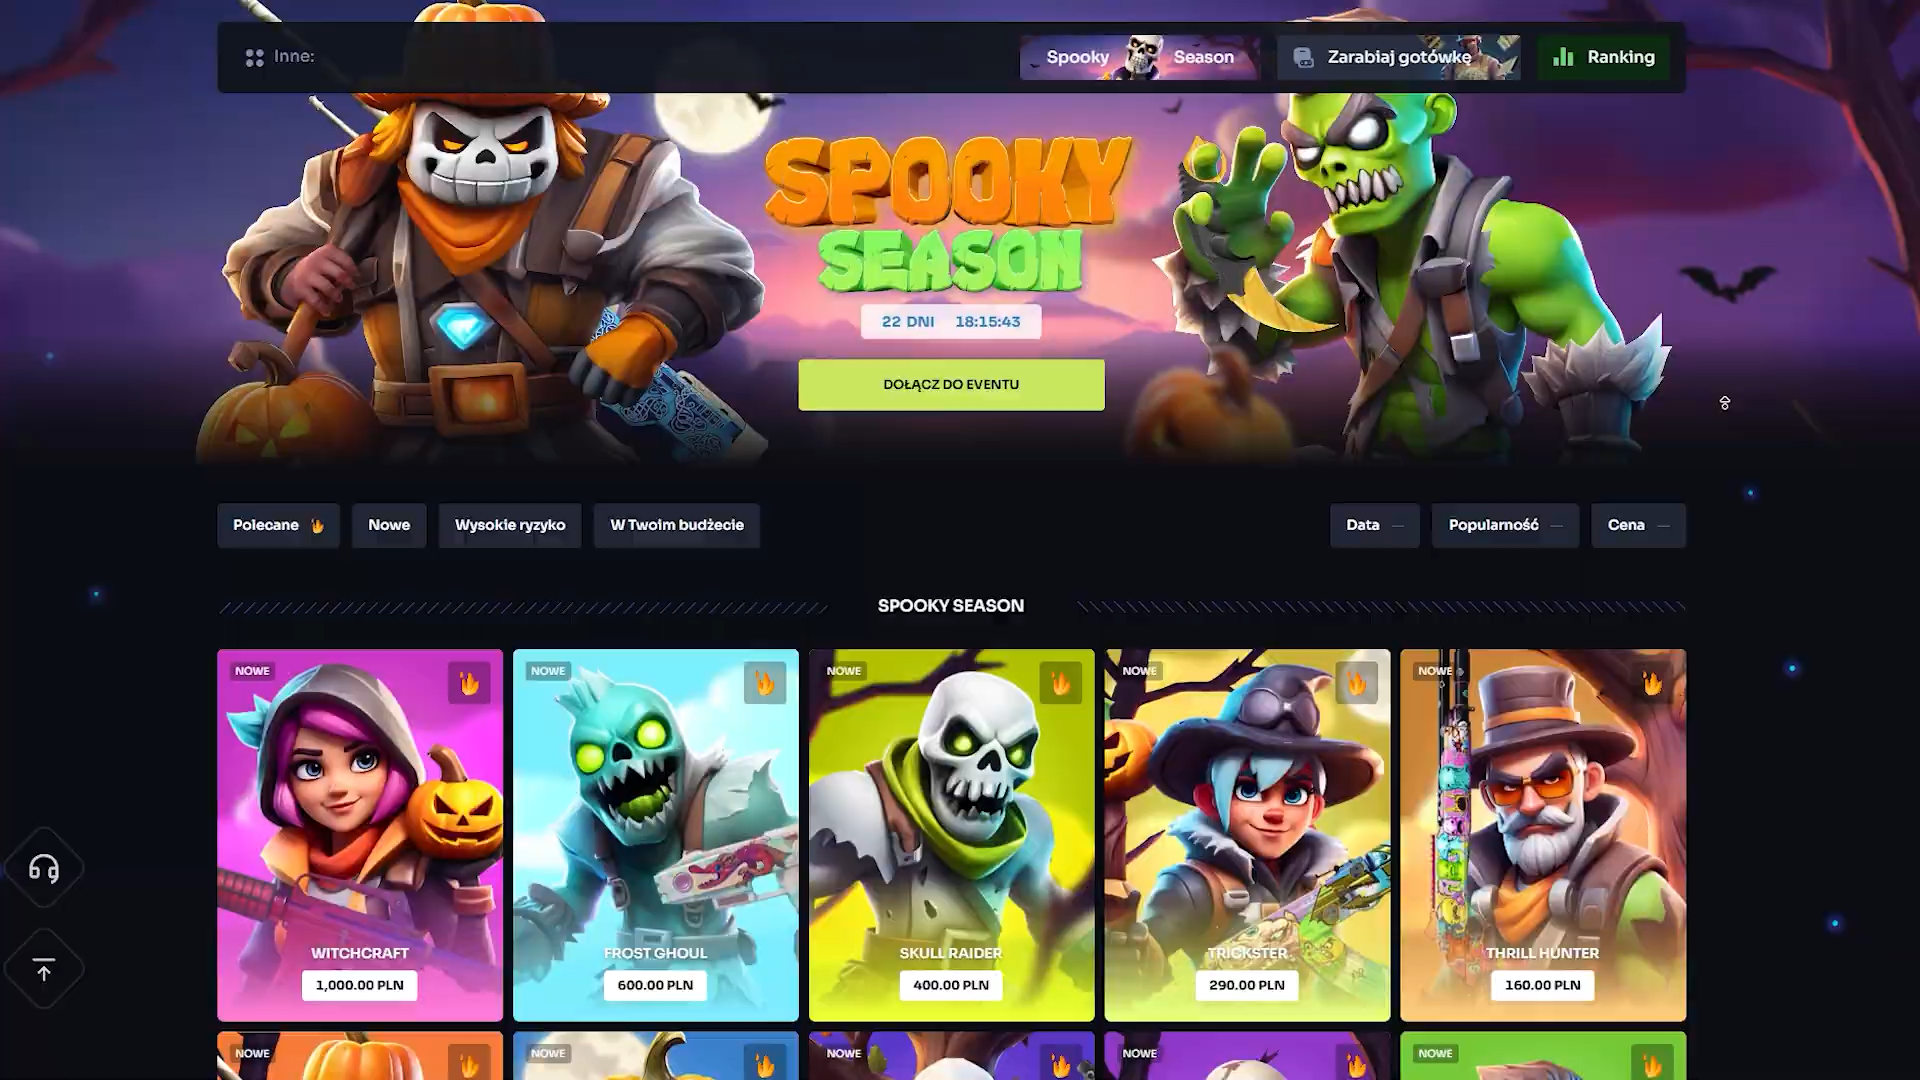 Inne:
Spooky Season
Zarabiaj gotówkę
Ranking
SPOOKY
SEASON
22 DNI 18:15:43
DOŁĄCZ DO EVENTU
Polecane
Nowe
Wysokie ryzyko
W Twoim budżecie
Data
Popularność
Cena
SPOOKY SEASON
NOWE
WITCHCRAFT
1,000.00 PLN
NOWE
FROST GHOUL
600.00 PLN
NOWE
SKULL RAIDER
400.00 PLN
NOWE
TRICKSTER
290.00 PLN
NOWE
THRILL HUNTER
160.00 PLN
NOWE
NOWE
NOWE
NOWE
NOWE